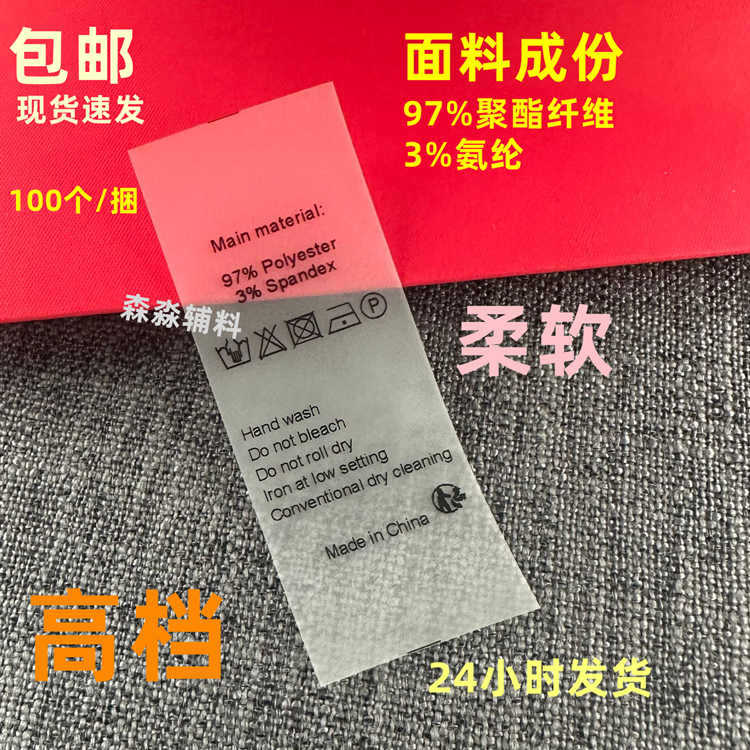 包邮
现货速发
100个/捆
面料成份
97%聚酯纤维
3%氨纶
Main material:
97% Polyester
3% Spandex
森淼辅料
P
柔软
Hand wash
Do not bleach
Do not roll dry
Iron at low setting
Conventional dry cleaning
Made in China
高档
24小时发货